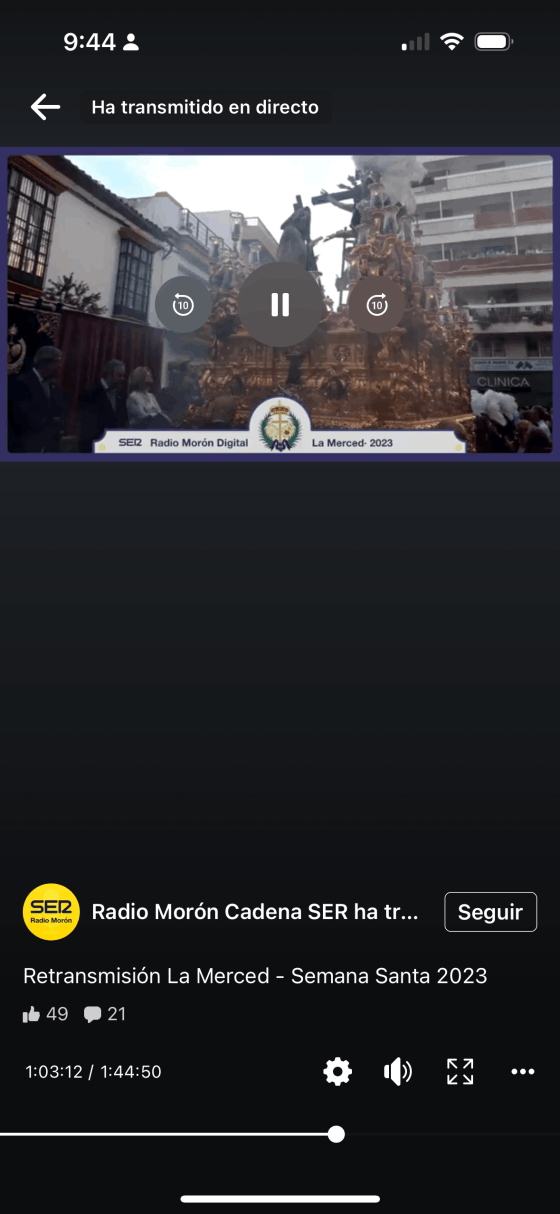 9:44
Ha transmitido en directo
10
10
CLINICA
SER Radio Morón Digital
La Merced- 2023
SER
Radio Morón
Radio Morón Cadena SER ha tr...
Seguir
Retransmisión La Merced - Semana Santa 2023
49 21
1:03:12 / 1:44:50